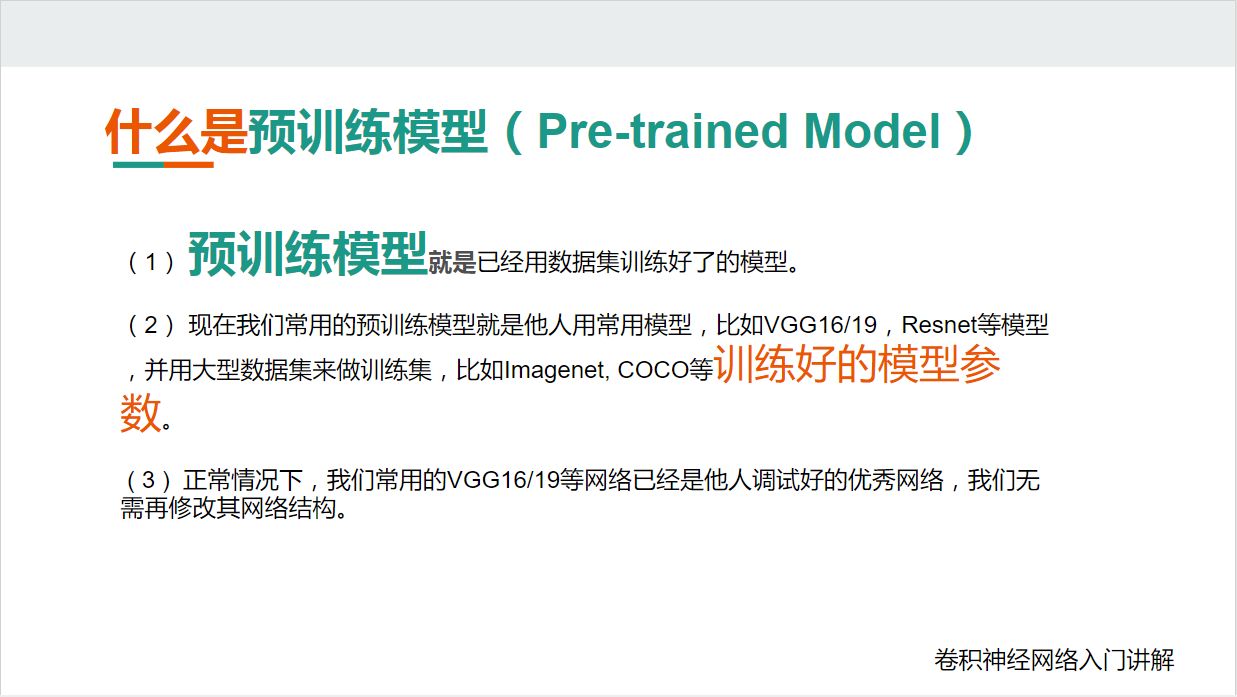 什么是预训练模型（Pre-trained Model）
（1）预训练模型就是已经用数据集训练好了的模型。
（2）现在我们常用的预训练模型就是他人用常用模型，比如VGG16/19，Resnet等模型
，并用大型数据集来做训练集，比如Imagenet, COCO等训练好的模型参
数。
（3）正常情况下，我们常用的VGG16/19等网络已经是他人调试好的优秀网络，我们无
需再修改其网络结构。
卷积神经网络入门讲解